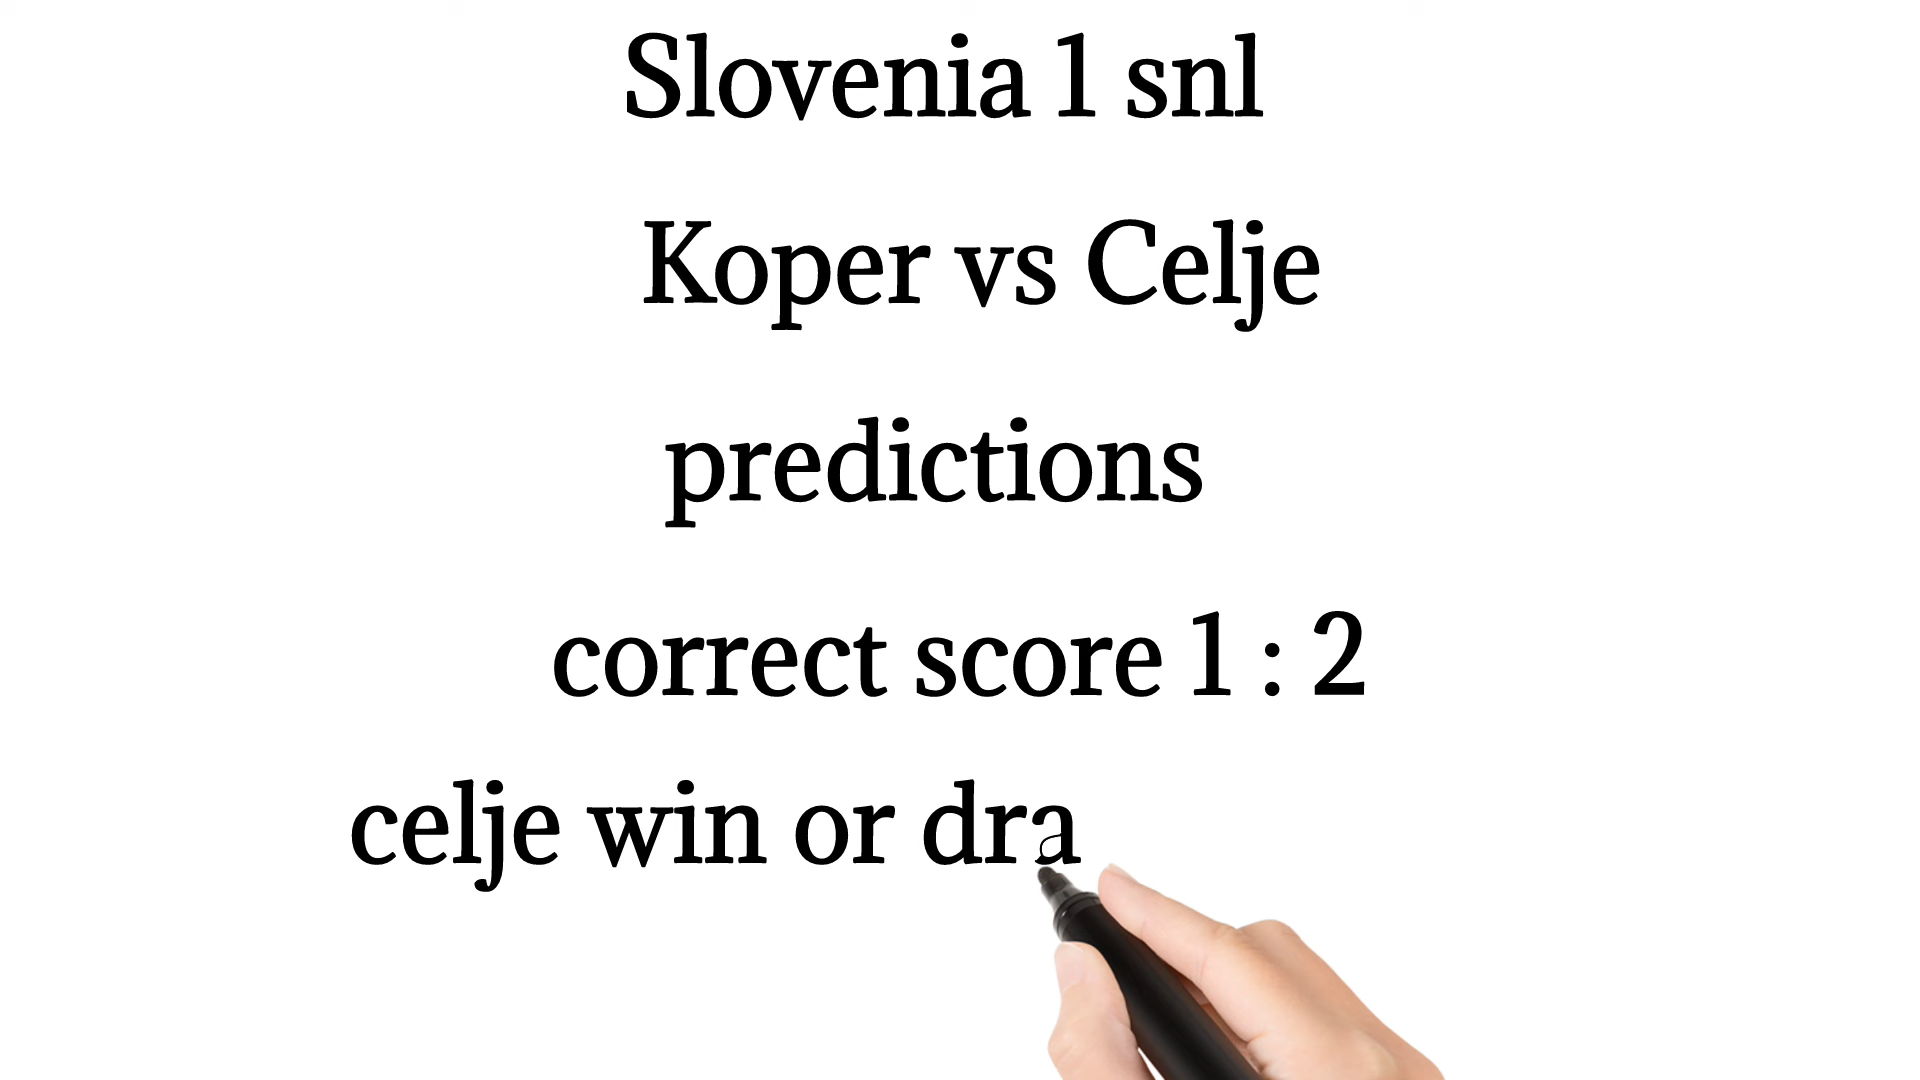 Slovenia 1 snl
Koper vs Celje
predictions
correct score 1 : 2
celje win or dra